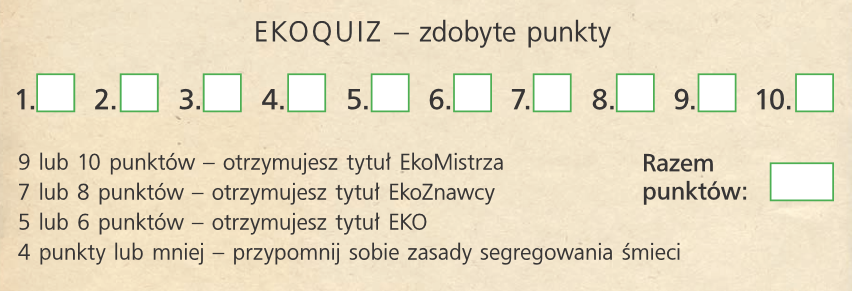 EKOQUIZ – zdobyte punkty
1. 2. 3. 4. 5. 6. 7. 8. 9. 10.
9 lub 10 punktów – otrzymujesz tytuł EkoMistrza
7 lub 8 punktów – otrzymujesz tytuł EkoZnawcy
5 lub 6 punktów – otrzymujesz tytuł EKO
4 punkty lub mniej – przypomnij sobie zasady segregowania śmieci
Razem
punktów: